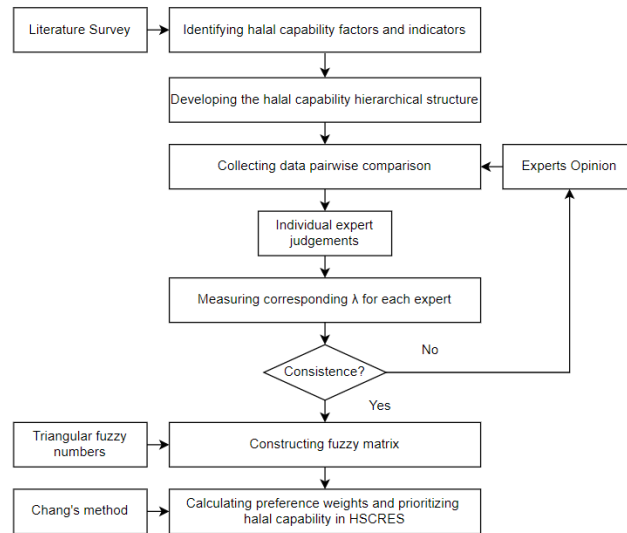 Literature Survey
Identifying halal capability factors and indicators
Developing the halal capability hierarchical structure
Collecting data pairwise comparison
Experts Opinion
Individual expert
judgements
Measuring corresponding λ for each expert
Consistence?
No
Yes
Triangular fuzzy
numbers
Constructing fuzzy matrix
Chang's method
Calculating preference weights and prioritizing
halal capability in HSCRES